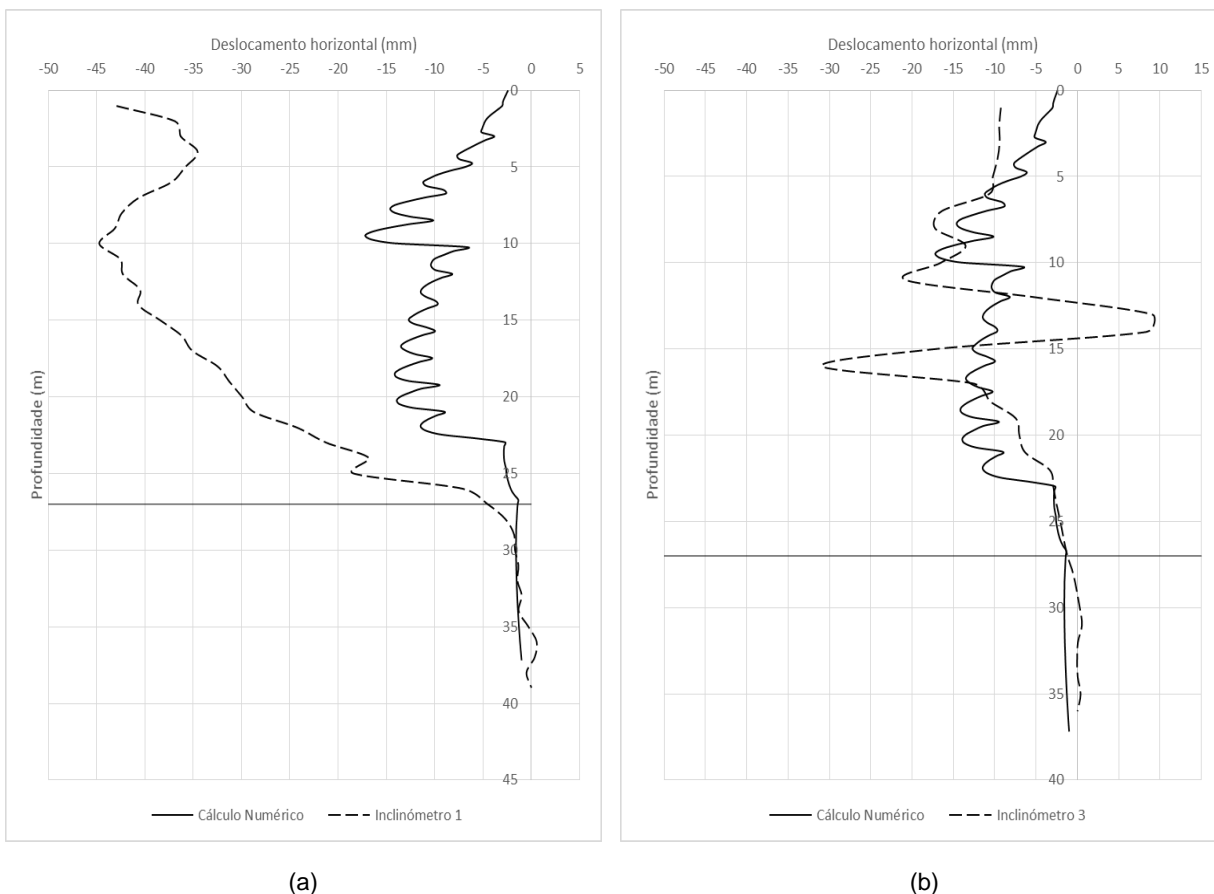 Deslocamento horizontal (mm)
-50 -45 -40 -35 -30 -25 -20 -15 -10 -5 0 5
0
5
10
15
20
25
30
35
40
45
Profundidade (m)
Cálculo Numérico Inclinómetro 1
(a)
Deslocamento horizontal (mm)
-50 -45 -40 -35 -30 -25 -20 -15 -10 -5 0 5 10 15
0
5
10
15
20
25
30
35
40
Profundidade (m)
Cálculo Numérico Inclinómetro 3
(b)